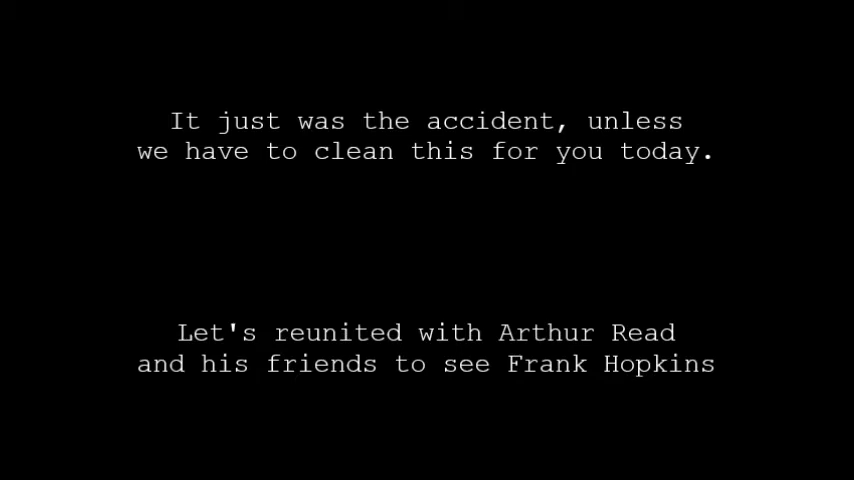 It just was the accident, unless
we have to clean this for you today.
Let's reunited with Arthur Read
and his friends to see Frank Hopkins